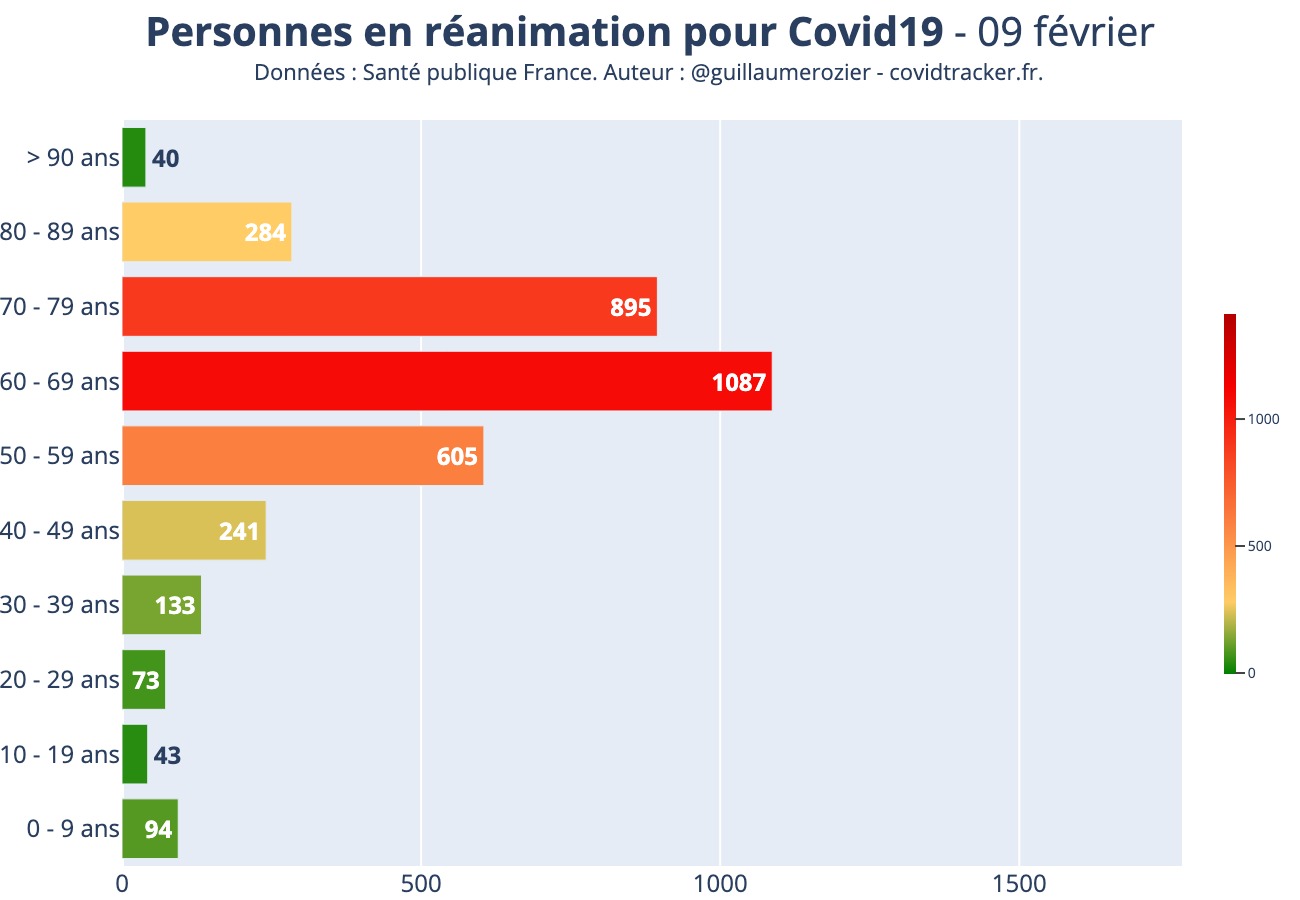 Personnes en réanimation pour Covid19 - 09 février
Données : Santé publique France. Auteur : @guillaumerozier - covidtracker.fr.
> 90 ans 40
80 - 89 ans 284
70 - 79 ans 895
60 - 69 ans 1087
50 - 59 ans 605
40 - 49 ans 241
30 - 39 ans 133
20 - 29 ans 73
10 - 19 ans 43
0 - 9 ans 94
0 500 1000 1500
1000
500
0